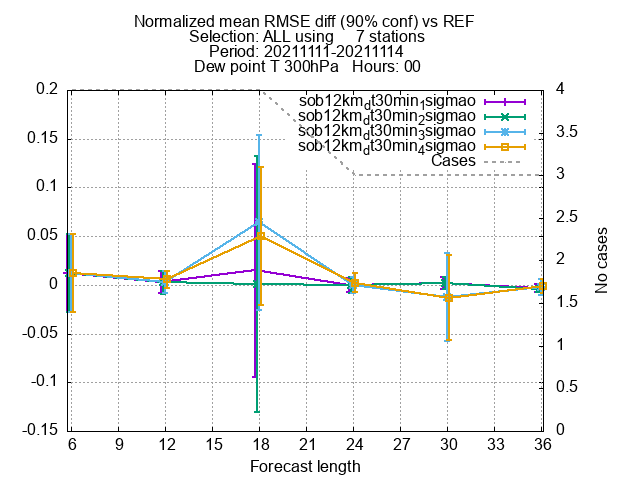 Normalized mean RMSE diff (90% conf) vs REF
Selection: ALL using 7 stations
Period: 20211111-20211114
Dew point T 300hPa Hours: 00
sob12km_dt30min_1sigmao
sob12km_dt30min_2sigmao
sob12km_dt30min_3sigmao
sob12km_dt30min_4sigmao
Cases
0.2
0.15
0.1
0.05
0
-0.05
-0.1
-0.15
4
3.5
3
2.5
2
1.5
1
0.5
0
No cases
6 9 12 15 18 21 24 27 30 33 36
Forecast length